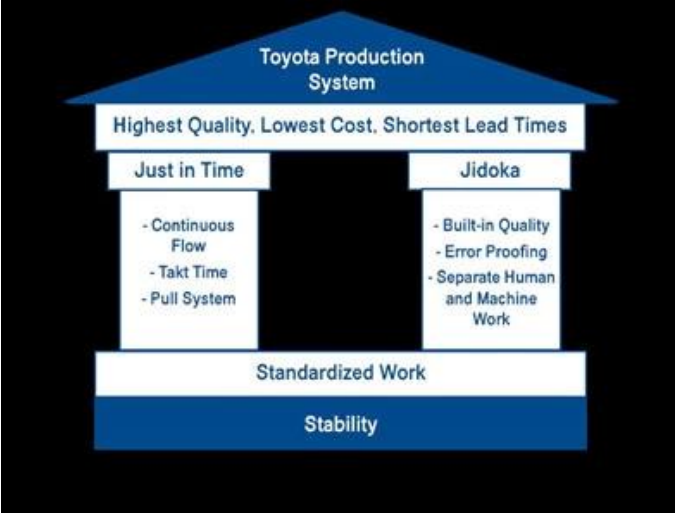 Toyota Production
System
Highest Quality, Lowest Cost, Shortest Lead Times
Just in Time
- Continuous
Flow
- Takt Time
- Pull System
Jidoka
- Built-in Quality
- Error Proofing
- Separate Human
and Machine
Work
Standardized Work
Stability